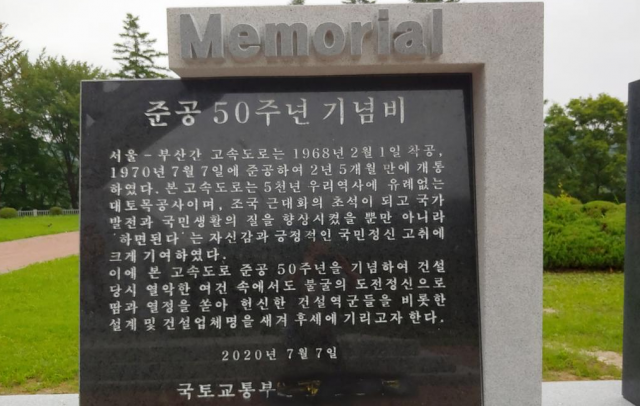 Memorial
준공 50주년 기념비
서울 - 부산간 고속도로는 1968년 2월 1일 착공,
1970년 7월 7일에 준공하여 2년 5개월 만에 개통
하였다. 본 고속도로는 5천년 우리역사에 유례없는
대토목공사이며, 조국 근대화의 초석이 되고 국가
발전과 국민생활의 질을 향상시켰을 뿐만 아니라
'하면된다'는 자신감과 긍정적인 국민정신 고취에
크게 기여하였다.
이에 본 고속도로 준공 50주년을 기념하여 건설
당시 열악한 여건 속에서도 불굴의 도전정신으로
땀과 열정을 쏟아 헌신한 건설역군들을 비롯한
설계 및 건설업체명을 새겨 후세에 기리고자 한다.
2020년 7월 7일
국토교통부